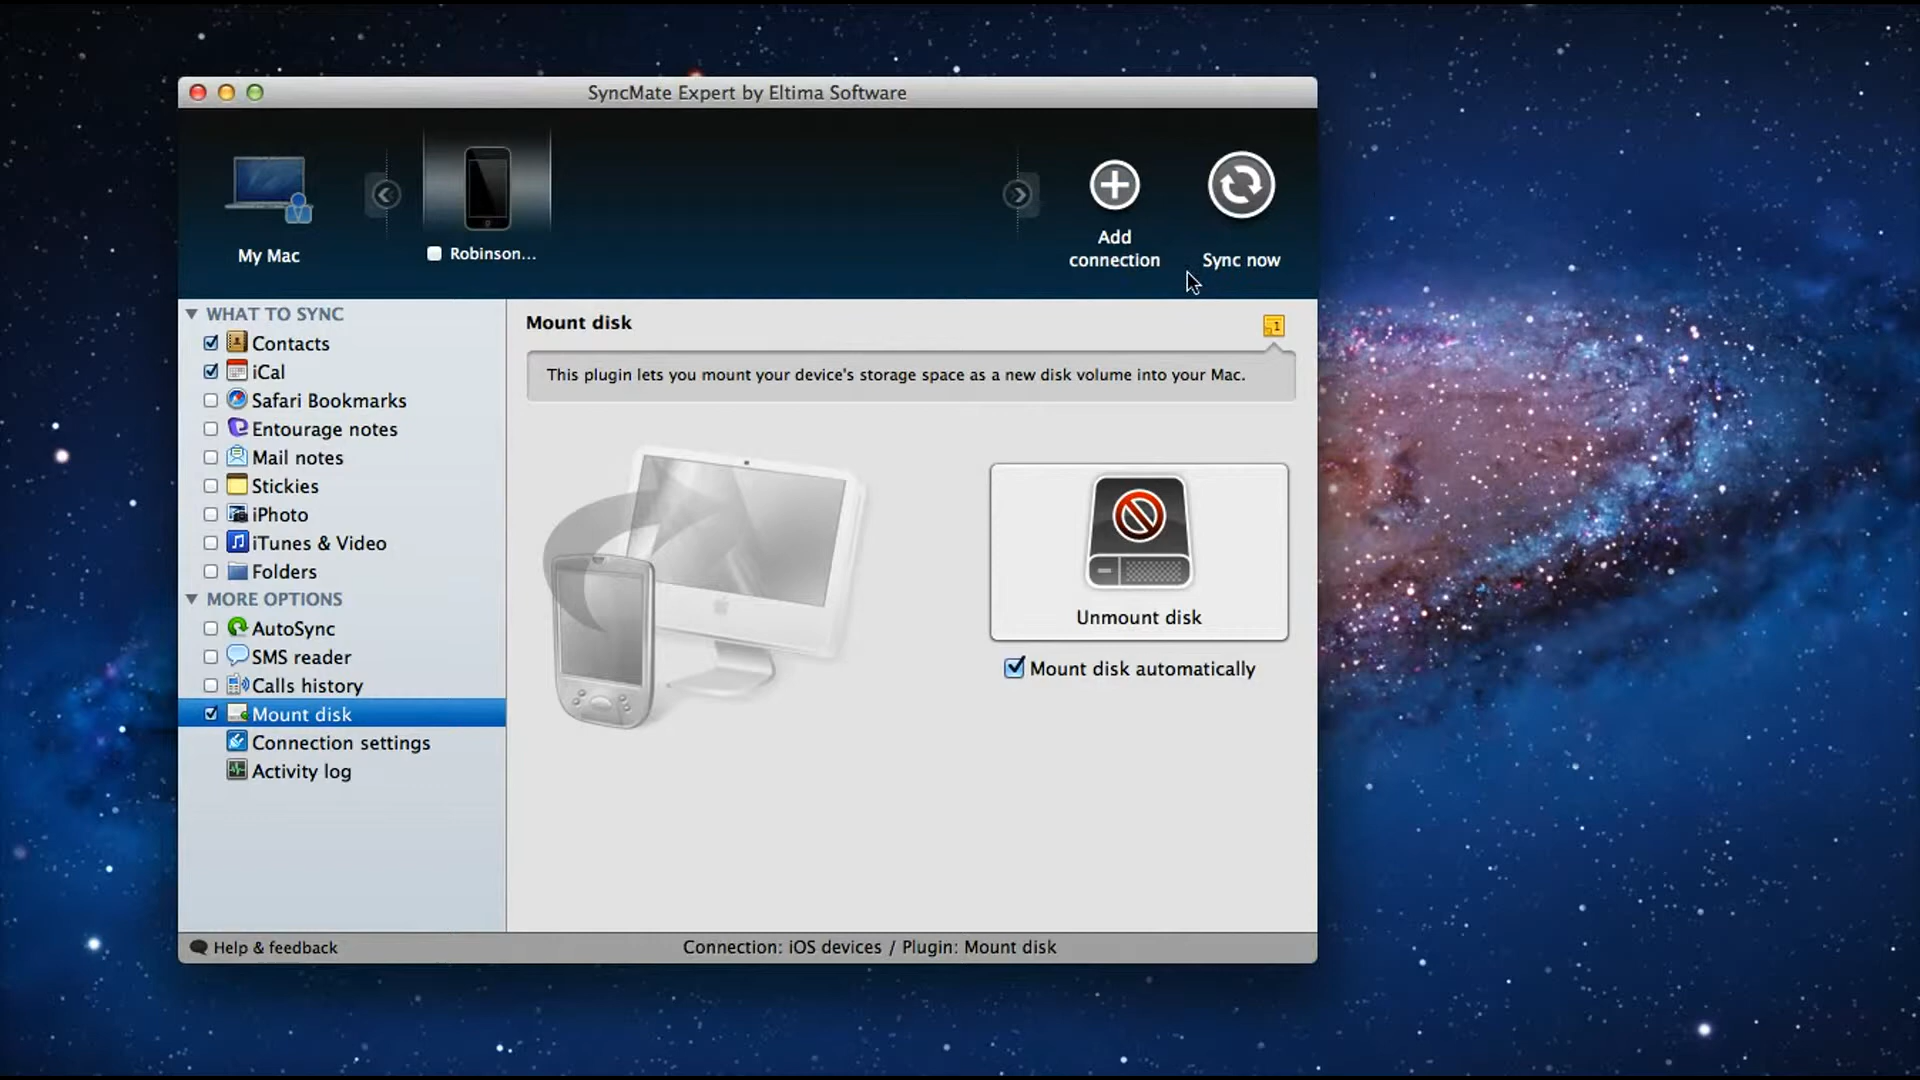 SyncMate Expert by Eltima Software
My Mac
Robinson...
Add
connection
Sync now
WHAT TO SYNC
Contacts
iCal
Safari Bookmarks
Entourage notes
Mail notes
Stickies
iPhoto
iTunes & Video
Folders
MORE OPTIONS
AutoSync
SMS reader
Calls history
Mount disk
Connection settings
Activity log
Mount disk
1
This plugin lets you mount your device's storage space as a new disk volume into your Mac.
Unmount disk
Mount disk automatically
Help & feedback
Connection: iOS devices / Plugin: Mount disk